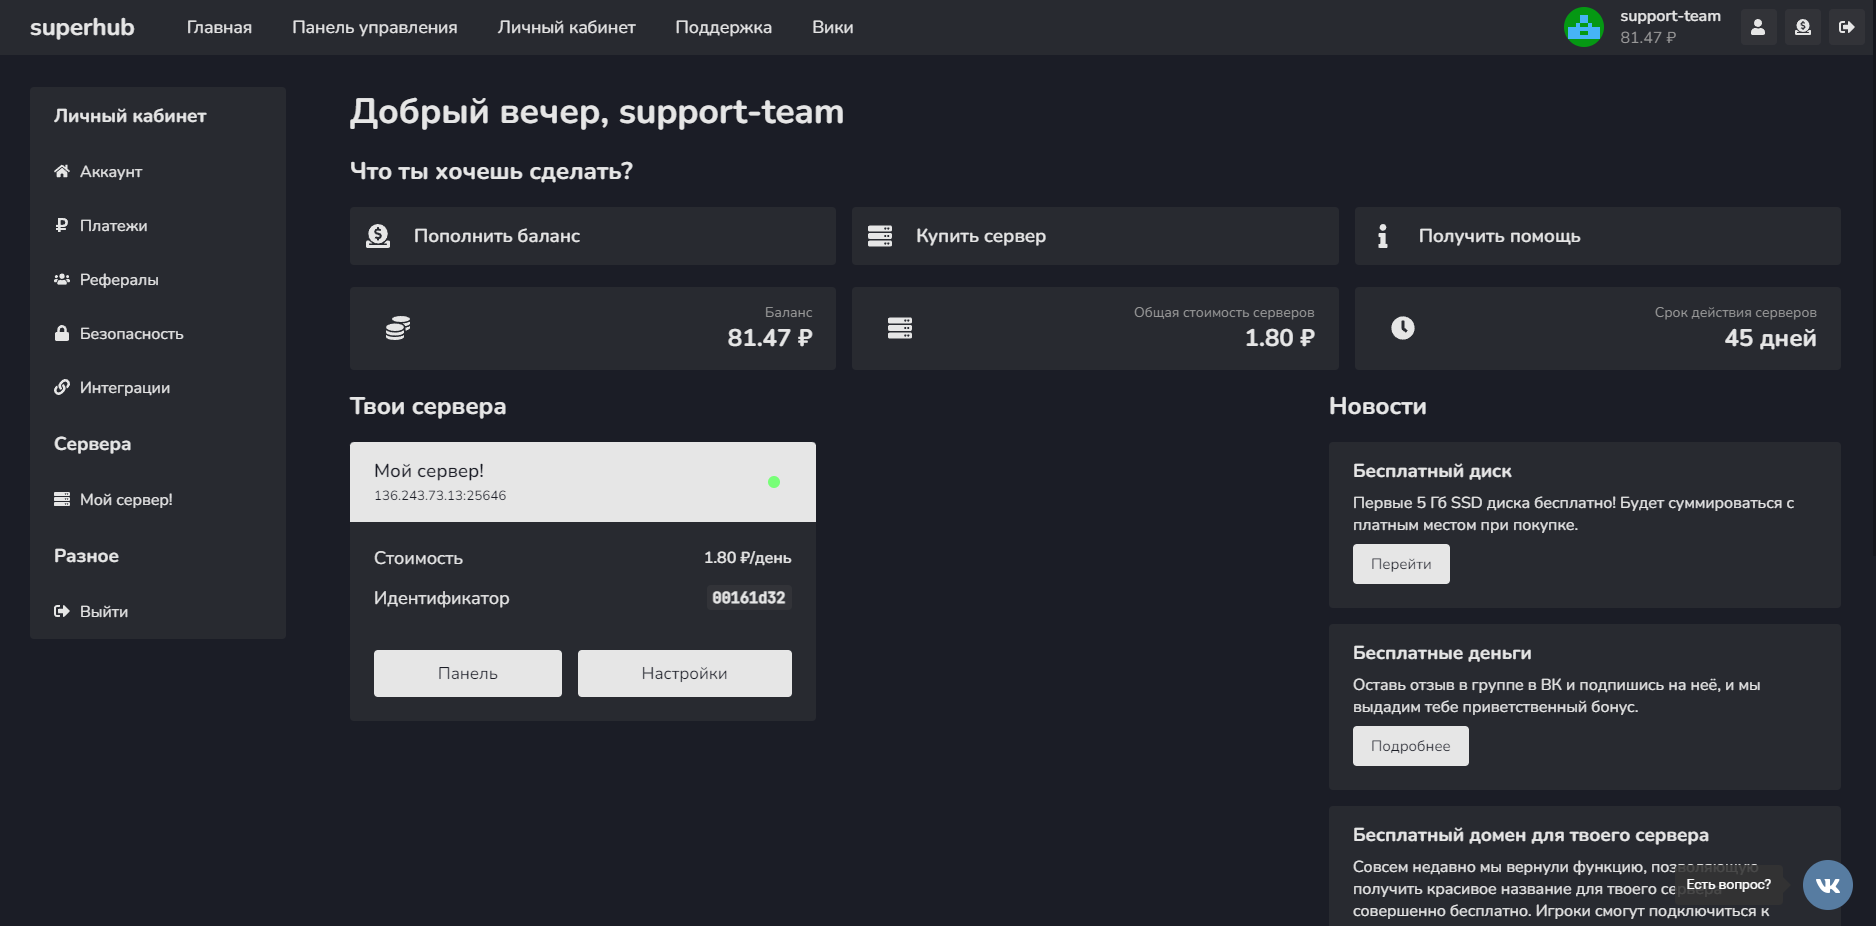 superhub
Главная
Панель управления
Личный кабинет
Поддержка
Вики
support-team
81.47 ₽
Личный кабинет
Аккаунт
Платежи
Рефералы
Безопасность
Интеграции
Сервера
Мой сервер!
Разное
Выйти
Добрый вечер, support-team
Что ты хочешь сделать?
Пополнить баланс
Купить сервер
Получить помощь
Баланс
81.47 ₽
Общая стоимость серверов
1.80 ₽
Срок действия серверов
45 дней
Твои сервера
Мой сервер!
136.243.73.13:25646
Стоимость
1.80 ₽/день
Идентификатор
00161d32
Панель
Настройки
Новости
Бесплатный диск
Первые 5 Гб SSD диска бесплатно! Будет суммироваться с
платным местом при покупке.
Перейти
Бесплатные деньги
Оставь отзыв в группе в ВК и подпишись на неё, и мы
выдадим тебе приветственный бонус.
Подробнее
Бесплатный домен для твоего сервера
Совсем недавно мы вернули функцию, позволяющую
получить красивое название для твоего сервера
совершенно бесплатно. Игроки смогут подключиться к
Есть вопрос?